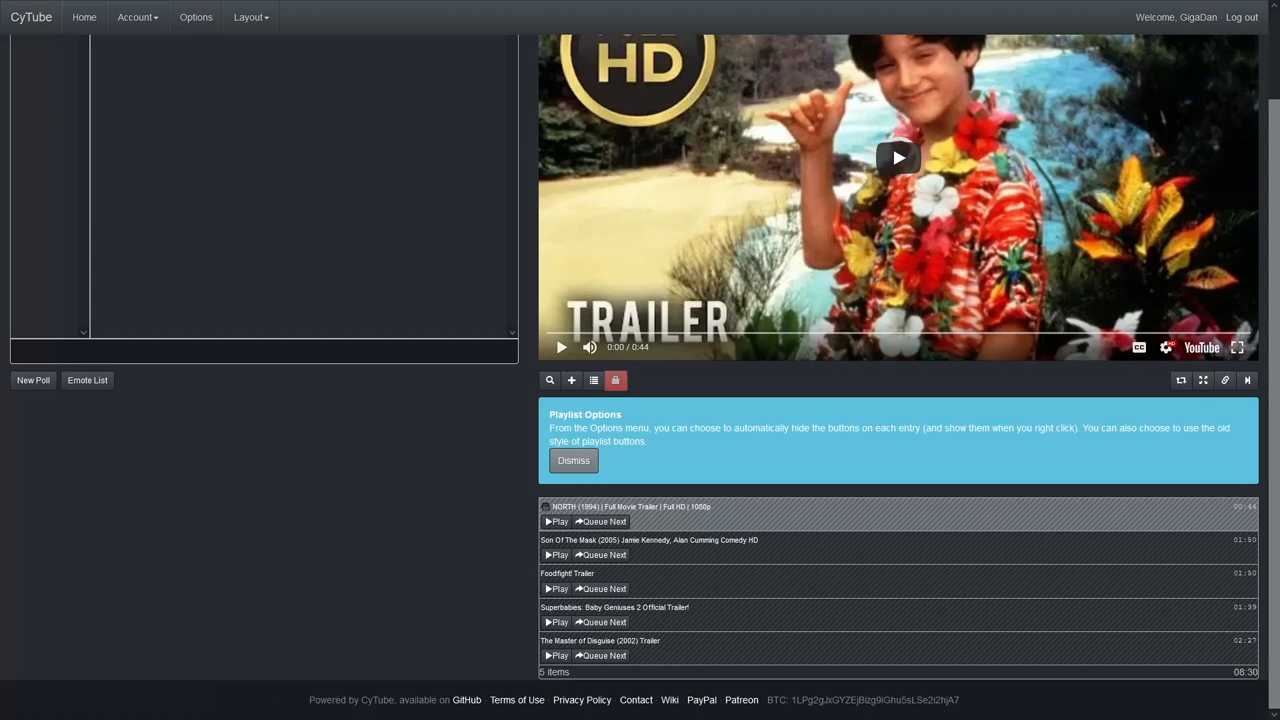 CyTube
Home
Account
Options
Layout
Welcome, GigaDan · Log out
HD
TRAILER
0:00 / 0:44
CC
HD
YouTube
New Poll
Emote List
Playlist Options
From the Options menu, you can choose to automatically hide the buttons on each entry (and show them when you right click). You can also choose to use the old
style of playlist buttons.
Dismiss
NORTH (1994) | Full Movie Trailer | Full HD | 1080p
00:44
Play Queue Next
Son Of The Mask (2005) Jamie Kennedy, Alan Cumming Comedy HD
01:50
Play Queue Next
Foodfight! Trailer
01:50
Play Queue Next
Superbabies: Baby Geniuses 2 Official Trailer!
01:39
Play Queue Next
The Master of Disguise (2002) Trailer
02:27
Play Queue Next
5 items
08:30
Powered by CyTube, available on GitHub Terms of Use · Privacy Policy · Contact Wiki PayPal Patreon BTC: 1LPg2gJxGYZEjBizg9iGhu5sLSe2i2hjA7